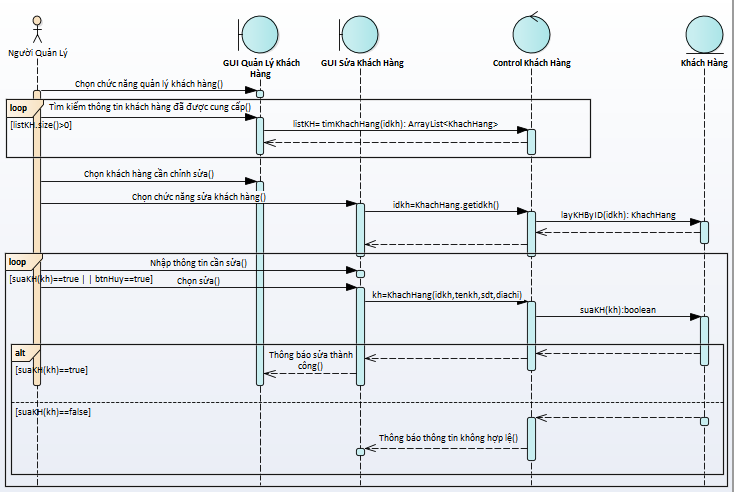 Người Quản Lý
GUI Quản Lý Khách
Hàng
GUI Sửa Khách Hàng
Control Khách Hàng
Khách Hàng
Chọn chức năng quản lý khách hàng()
loop
Tìm kiếm thông tin khách hàng đã được cung cấp()
[listKH.size()>0]
listKH= timKhachHang(idkh): ArrayList<KhachHang>
Chọn khách hàng cần chỉnh sửa()
Chọn chức năng sửa khách hàng()
idkh=KhachHang.getidkh()
layKHByID(idkh): KhachHang
loop
Nhập thông tin cần sửa()
[suaKH(kh)==true | | btnHuy==true]
Chọn sửa()
kh=KhachHang(idkh,tenkh,sdt,diachi)
suaKH(kh):boolean
alt
Thông báo sửa thành
công()
[suaKH(kh)==true]
[suaKH(kh)==false]
Thông báo thông tin không hợp lệ()